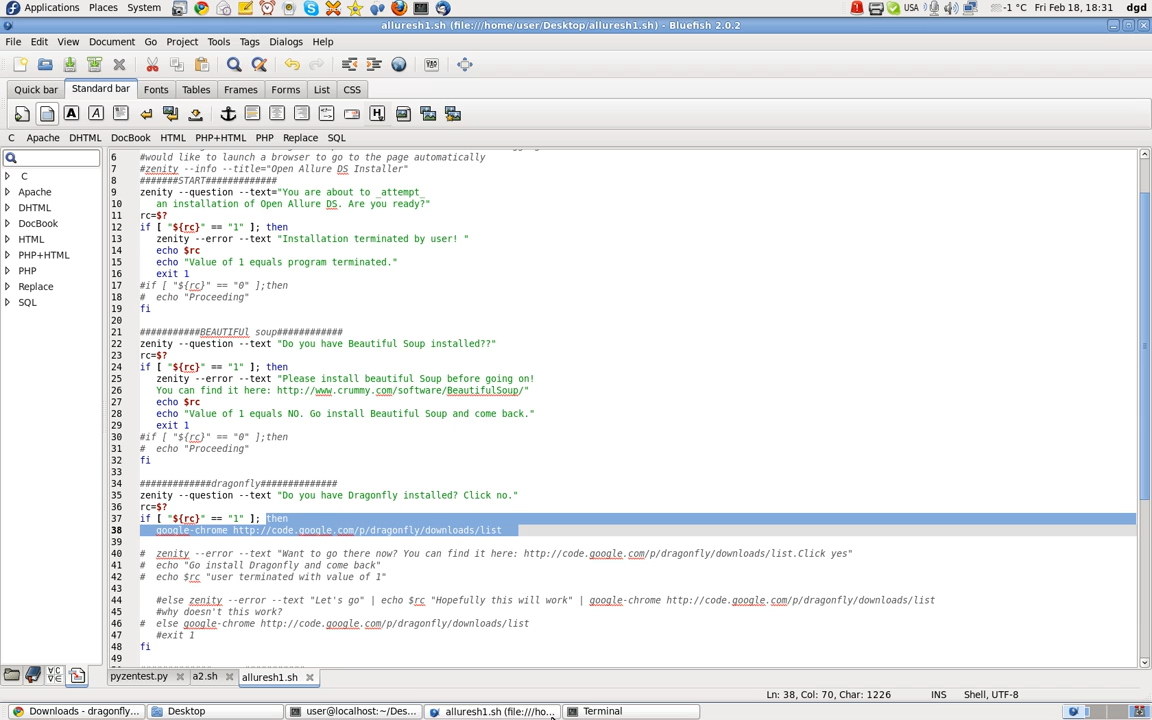 Applications Places System
USA
-1 °C Fri Feb 18, 18:31 dgd
alluresh1.sh (file:///home/user/Desktop/alluresh1.sh) - Bluefish 2.0.2
File Edit View Document Go Project Tools Tags Dialogs Help
Quick bar Standard bar Fonts Tables Frames Forms List CSS
C Apache DHTML DocBook HTML PHP+HTML PHP Replace SQL
C
Apache
DHTML
DocBook
HTML
PHP+HTML
PHP
Replace
SQL
6 #would like to launch a browser to go to the page automatically
7 #zenity --info --title="Open Allure DS Installer"
8 #######START#############
9 zenity --question --text="You are about to _attempt_
10 an installation of Open Allure DS. Are you ready?"
11 rc=$?
12 if [ "${rc}" == "1" ]; then
13 zenity --error --text "Installation terminated by user! "
14 echo $rc
15 echo "Value of 1 equals program terminated."
16 exit 1
17 #if [ "${rc}" == "0" ];then
18 #  echo "Proceeding"
19 fi
20
21 ###########BEAUTIFUl soup############
22 zenity --question --text "Do you have Beautiful Soup installed??"
23 rc=$?
24 if [ "${rc}" == "1" ]; then
25 zenity --error --text "Please install beautiful Soup before going on!
26 You can find it here: http://www.crummy.com/software/BeautifulSoup/"
27 echo $rc
28 echo "Value of 1 equals NO. Go install Beautiful Soup and come back."
29 exit 1
30 #if [ "${rc}" == "0" ];then
31 #  echo "Proceeding"
32 fi
33
34 #############dragonfly##############
35 zenity --question --text "Do you have Dragonfly installed? Click no."
36 rc=$?
37 if [ "${rc}" == "1" ]; then
38 google-chrome http://code.google.com/p/dragonfly/downloads/list
39
40 #  zenity --error --text "Want to go there now? You can find it here: http://code.google.com/p/dragonfly/downloads/list.Click yes"
41 #  echo "Go install Dragonfly and come back"
42 #  echo $rc "user terminated with value of 1"
43
44 #else zenity --error --text "Let's go" | echo $rc "Hopefully this will work" | google-chrome http://code.google.com/p/dragonfly/downloads/list
45 #why doesn't this work?
46 #  else google-chrome http://code.google.com/p/dragonfly/downloads/list
47 #exit 1
48 fi
49
pyzentest.py a2.sh alluresh1.sh
Ln: 38, Col: 70, Char: 1226 INS Shell, UTF-8
Downloads - dragonfly... Desktop user@localhost:~/Des... alluresh1.sh (file:///ho... Terminal